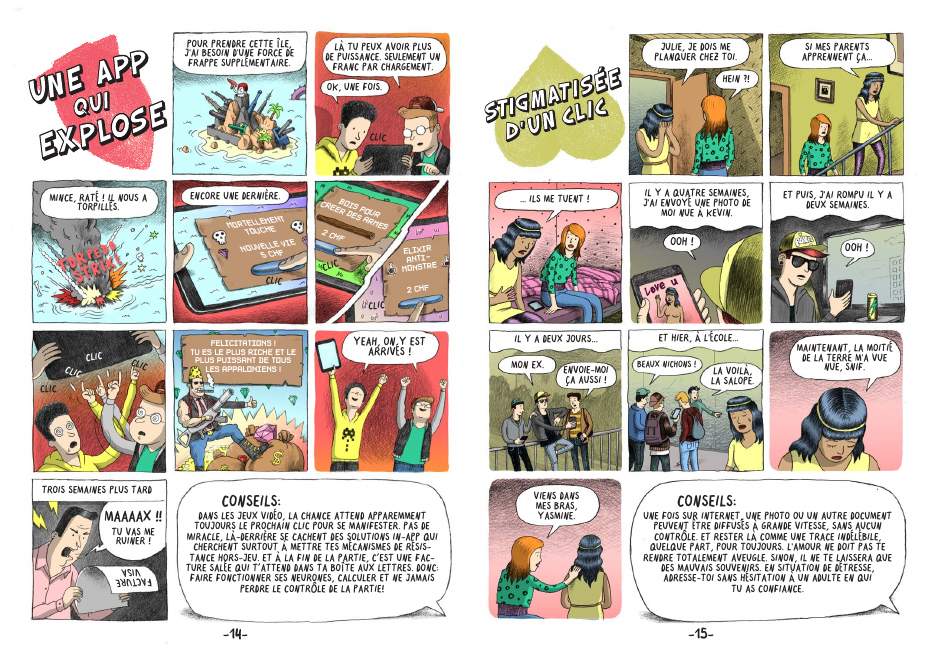 UNE APP
QUI
EXPLOSE
POUR PRENDRE CETTE ÎLE,
J'AI BESOIN D'UNE FORCE DE
FRAPPE SUPPLÉMENTAIRE.
LÀ TU PEUX AVOIR PLUS
DE PUISSANCE. SEULEMENT UN
FRANC PAR CHARGEMENT.
OK, UNE FOIS.
CLIC
MINCE, RATÉ ! IL NOUS A
TORPILLÉS.
TORPEDO
STRIKE
ENCORE UNE DERNIÈRE.
MORTELLEMENT
TOUCHE
NOUVELLE VIE
5 CHF
CLIC
BOIS POUR
CREER DES ARMES
2 CHF
CLIC
ELIXIR
ANTI-
MONSTRE
2 CHF
CLIC
CLIC
CLIC
CLIC
CLIC
FELICITATIONS !
TU ES LE PLUS RICHE ET LE
PLUS PUISSANT DE TOUS
LES APPALONIENS !
YEAH, ON Y EST
ARRIVÉS !
TROIS SEMAINES PLUS TARD
MAAAAX !!
TU VAS ME
RUINER !
FACTURE
VISA
CONSEILS:
DANS LES JEUX VIDÉO, LA CHANCE ATTEND APPAREMMENT
TOUJOURS LE PROCHAIN CLIC POUR SE MANIFESTER. PAS DE
MIRACLE, LÀ-DERRIÈRE SE CACHENT DES SOLUTIONS IN-APP QUI
CHERCHENT SURTOUT À METTRE TES MÉCANISMES DE RÉSIS-
TANCE HORS-JEU. ET À LA FIN DE LA PARTIE, C'EST UNE FAC-
TURE SALÉE QUI T'ATTEND DANS TA BOÎTE AUX LETTRES. DONC:
FAIRE FONCTIONNER SES NEURONES, CALCULER ET NE JAMAIS
PERDRE LE CONTRÔLE DE LA PARTIE!
-14-
STIGMATISÉE
D'UN CLIC
JULIE, JE DOIS ME
PLANQUER CHEZ TOI.
HEIN ?!
SI MES PARENTS
APPRENNENT ÇA...
... ILS ME TUENT !
IL Y A QUATRE SEMAINES,
J'AI ENVOYÉ UNE PHOTO DE
MOI NUE À KEVIN.
OOH !
Love u
ET PUIS, J'AI ROMPU IL Y A
DEUX SEMAINES.
OOH !
IL Y A DEUX JOURS...
MON EX.
ENVOIE-MOI
ÇA AUSSI !
ET HIER, À L'ÉCOLE...
BEAUX NICHONS !
LA VOILÀ,
LA SALOPE.
MAINTENANT, LA MOITIÉ
DE LA TERRE M'A VUE
NUE, SNIF.
VIENS DANS
MES BRAS,
YASMINE.
CONSEILS:
UNE FOIS SUR INTERNET, UNE PHOTO OU UN AUTRE DOCUMENT
PEUVENT ÊTRE DIFFUSÉS À GRANDE VITESSE, SANS AUCUN
CONTRÔLE. ET RESTER LÀ COMME UNE TRACE INDÉLÉBILE,
QUELQUE PART, POUR TOUJOURS. L'AMOUR NE DOIT PAS TE
RENDRE TOTALEMENT AVEUGLE. SINON, IL NE TE LAISSERA QUE
DES MAUVAIS SOUVENIRS. EN SITUATION DE DÉTRESSE,
ADRESSE-TOI SANS HÉSITATION À UN ADULTE EN QUI
TU AS CONFIANCE.
-15-